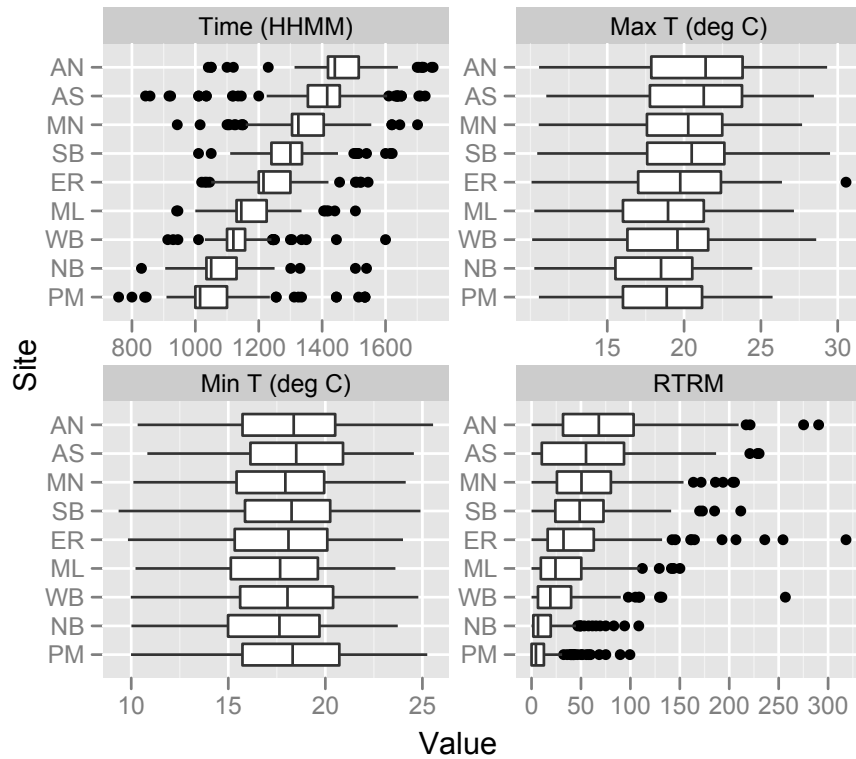 Time (HHMM)
Max T (deg C)
AN
AS
MN
SB
ER
ML
WB
NB
PM
800 1000 1200 1400 1600
AN
AS
MN
SB
ER
ML
WB
NB
PM
15 20 25 30
Site
Min T (deg C)
RTRM
AN
AS
MN
SB
ER
ML
WB
NB
PM
10 15 20 25
AN
AS
MN
SB
ER
ML
WB
NB
PM
0 50 100 150 200 250 300
Value